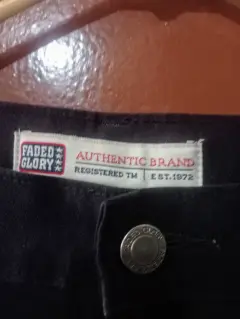 FADED
GLORY
AUTHENTIC BRAND
REGISTERED TM | EST. 1972